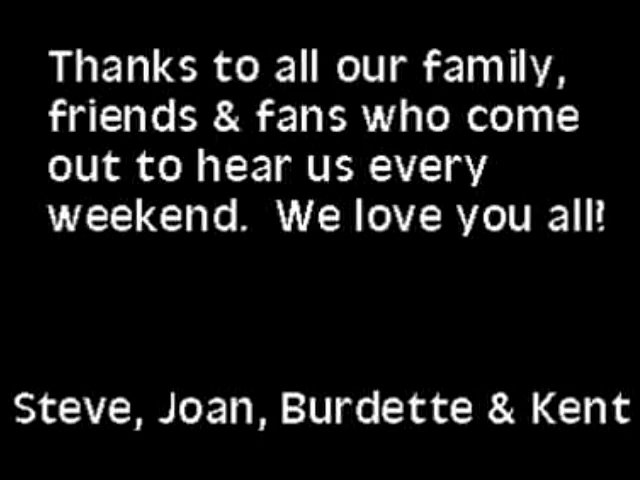 Thanks to all our family,
friends & fans who come
out to hear us every
weekend.  We love you all!
Steve, Joan, Burdette & Kent